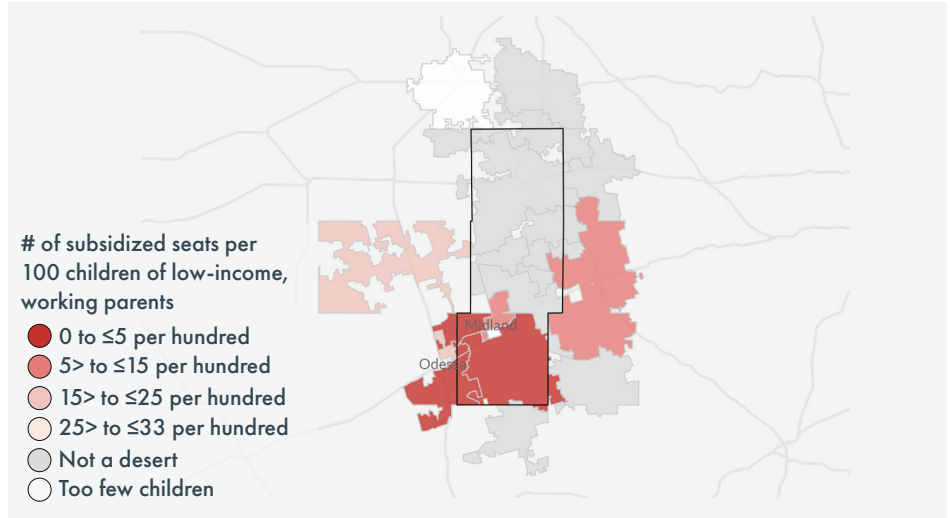 # of subsidized seats per
100 children of low-income,
working parents
0 to ≤5 per hundred
5> to ≤15 per hundred
15> to ≤25 per hundred
25> to ≤33 per hundred
Not a desert
Too few children
Midland
Odessa